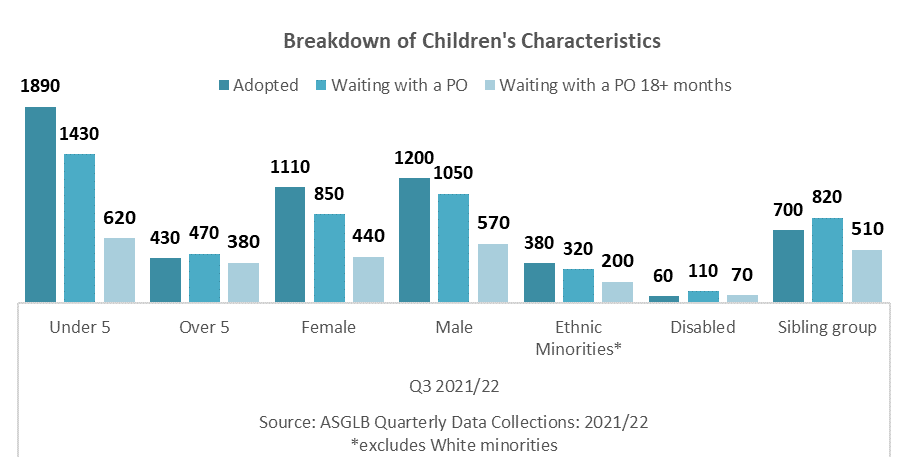 Breakdown of Children's Characteristics
Adopted Waiting with a PO Waiting with a PO 18+ months
1890 1430 620
430 470 380
1110 850 440
1200 1050 570
380 320 200
60 110 70
700 820 510
Under 5 Over 5 Female Male Ethnic Minorities* Disabled Sibling group
Q3 2021/22
Source: ASGLB Quarterly Data Collections: 2021/22
*excludes White minorities